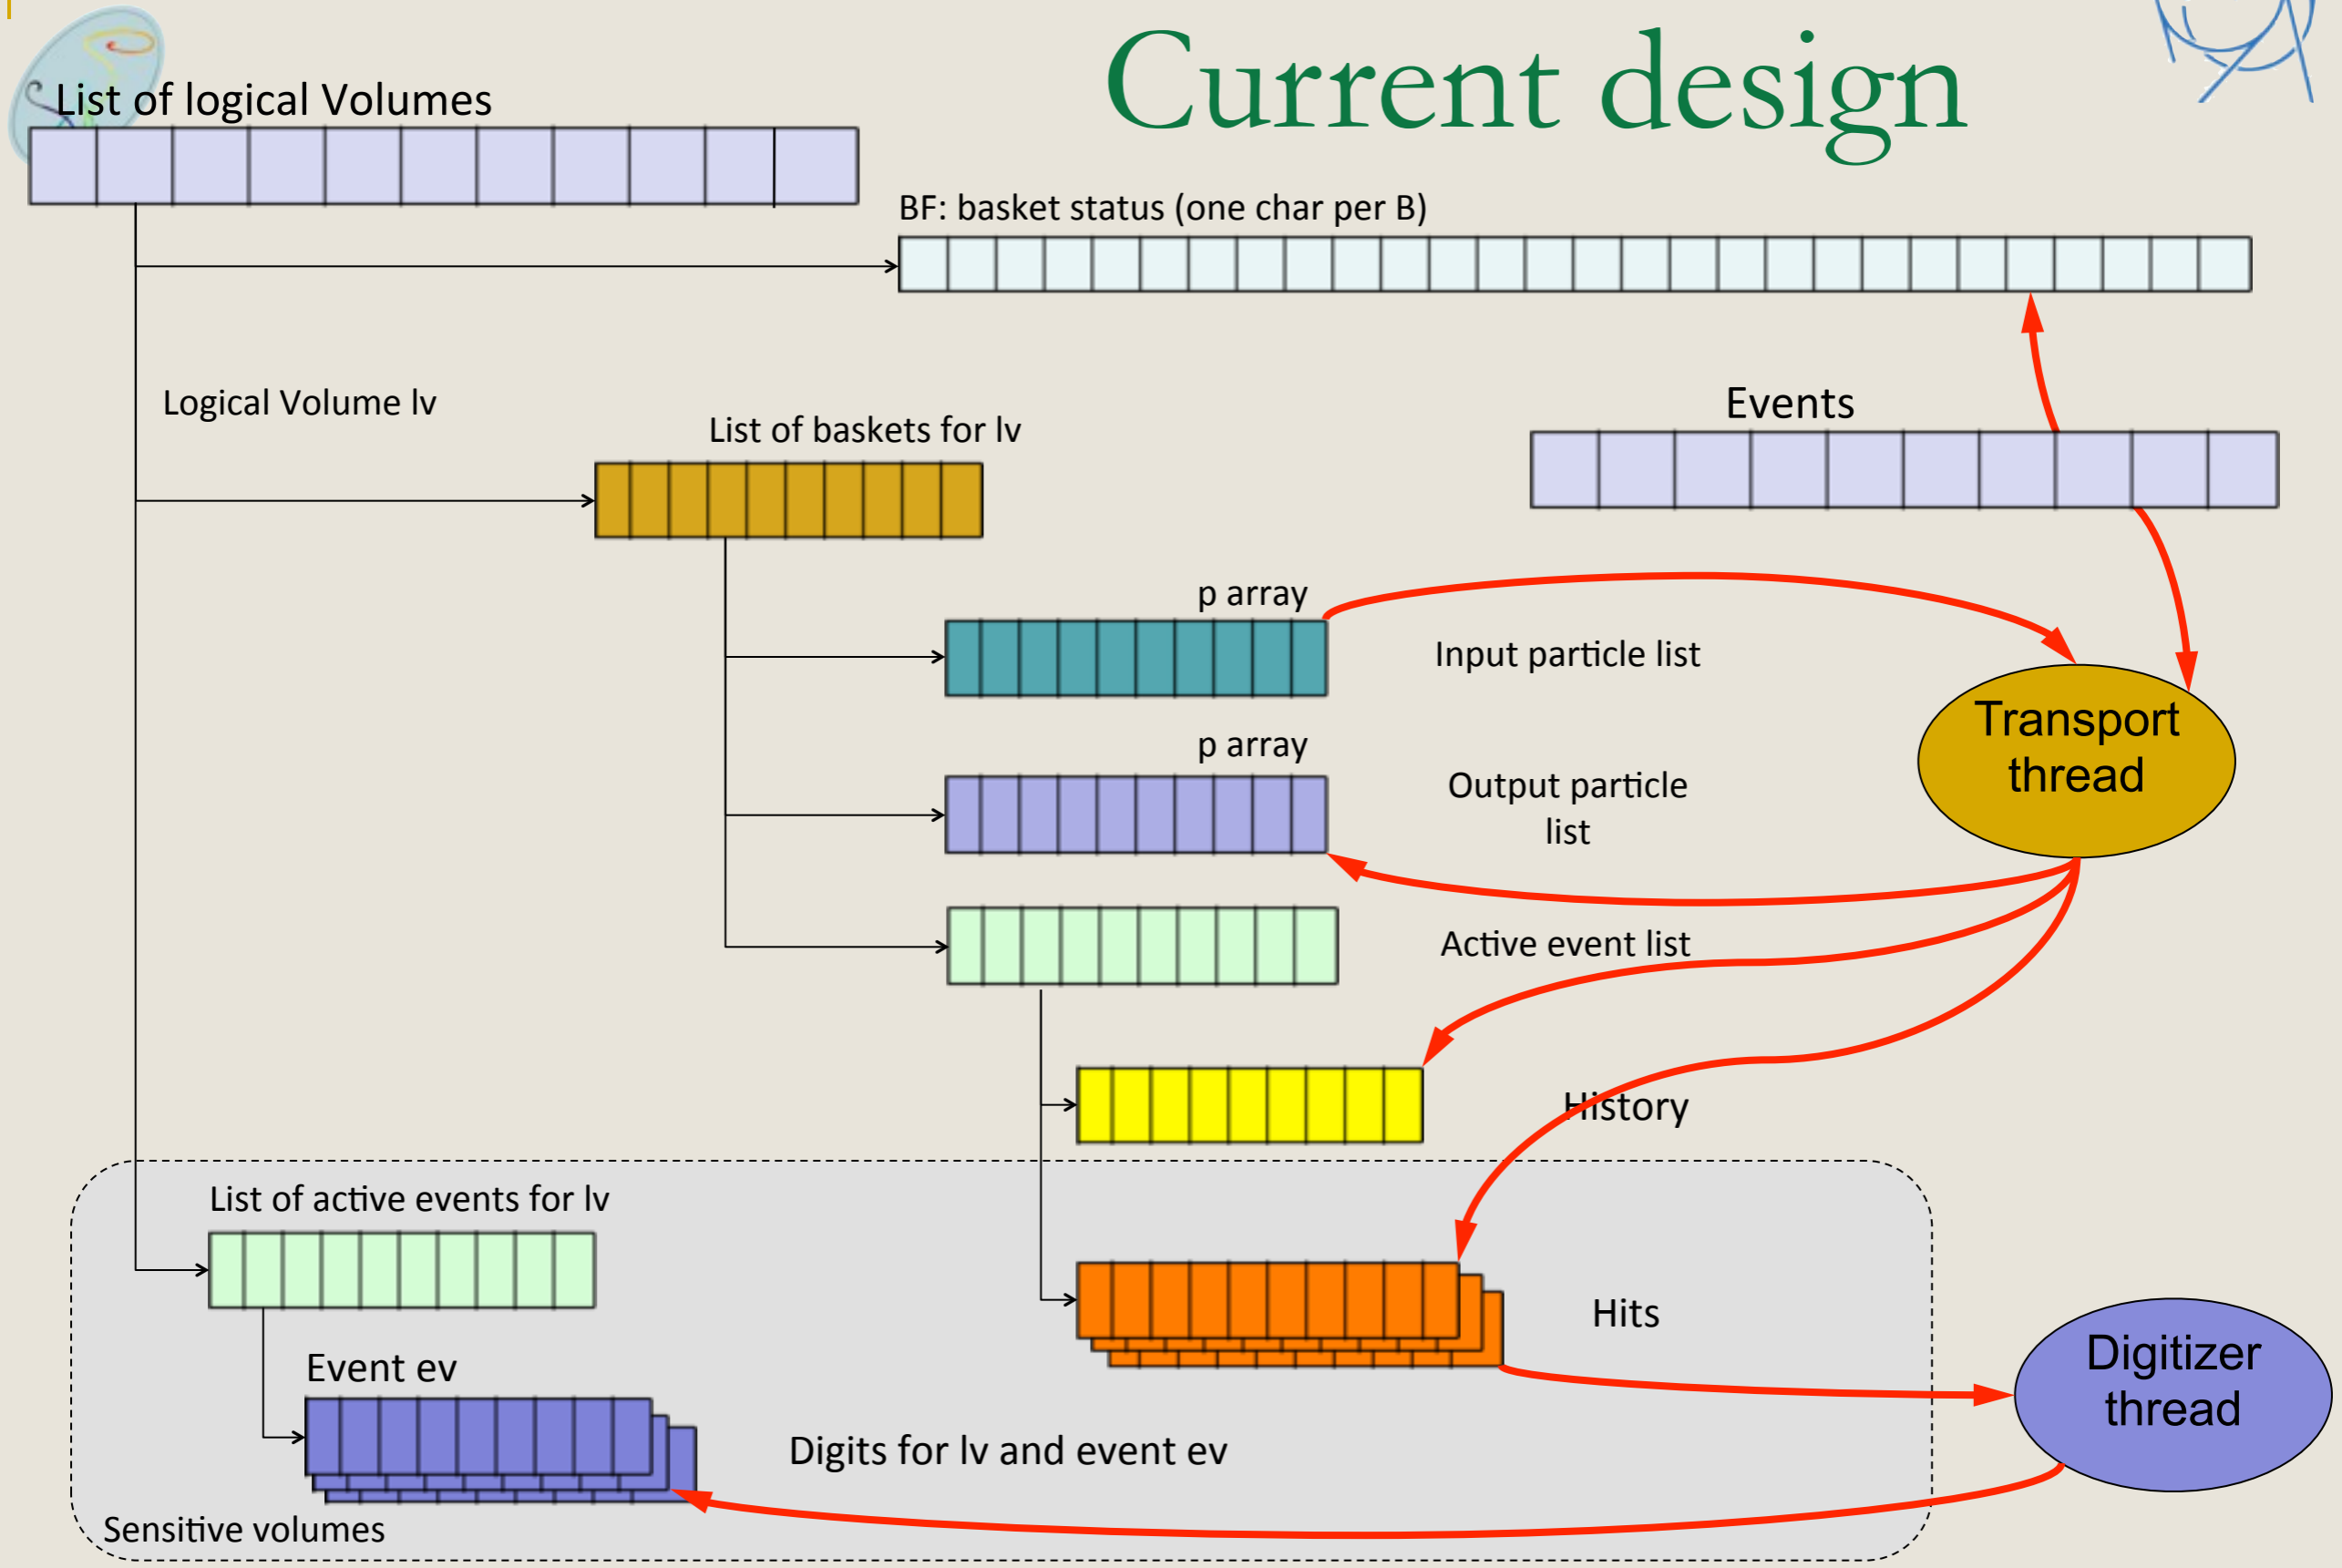 Current design
List of logical Volumes
BF: basket status (one char per B)
Logical Volume lv
Events
List of baskets for lv
p array
Input particle list
Transport
thread
p array
Output particle
list
Active event list
History
List of active events for lv
Hits
Event ev
Digitizer
thread
Digits for lv and event ev
Sensitive volumes